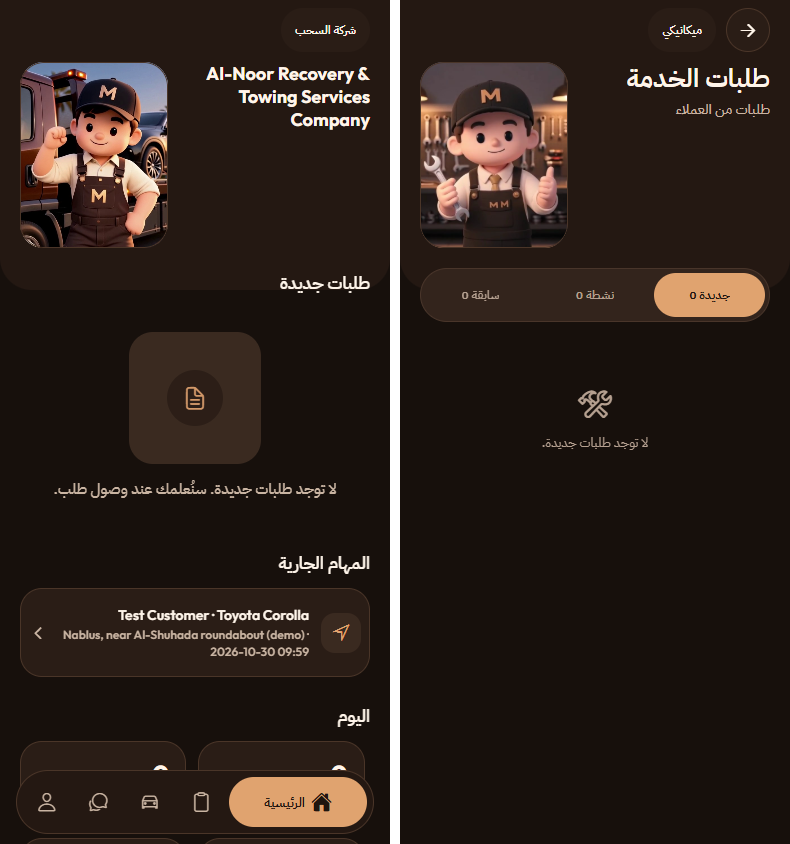 شركة السحب
Al-Noor Recovery &
Towing Services
Company
M
M
طلبات جديدة
لا توجد طلبات جديدة. سنُعلمك عند وصول طلب.
المهام الجارية
Test Customer · Toyota Corolla
Nablus, near Al-Shuhada roundabout (demo) ·
2026-10-30 09:59
اليوم
الرئيسية
ميكانيكي
طلبات الخدمة
طلبات من العملاء
M
M M
جديدة 0
نشطة 0
سابقة 0
لا توجد طلبات جديدة.